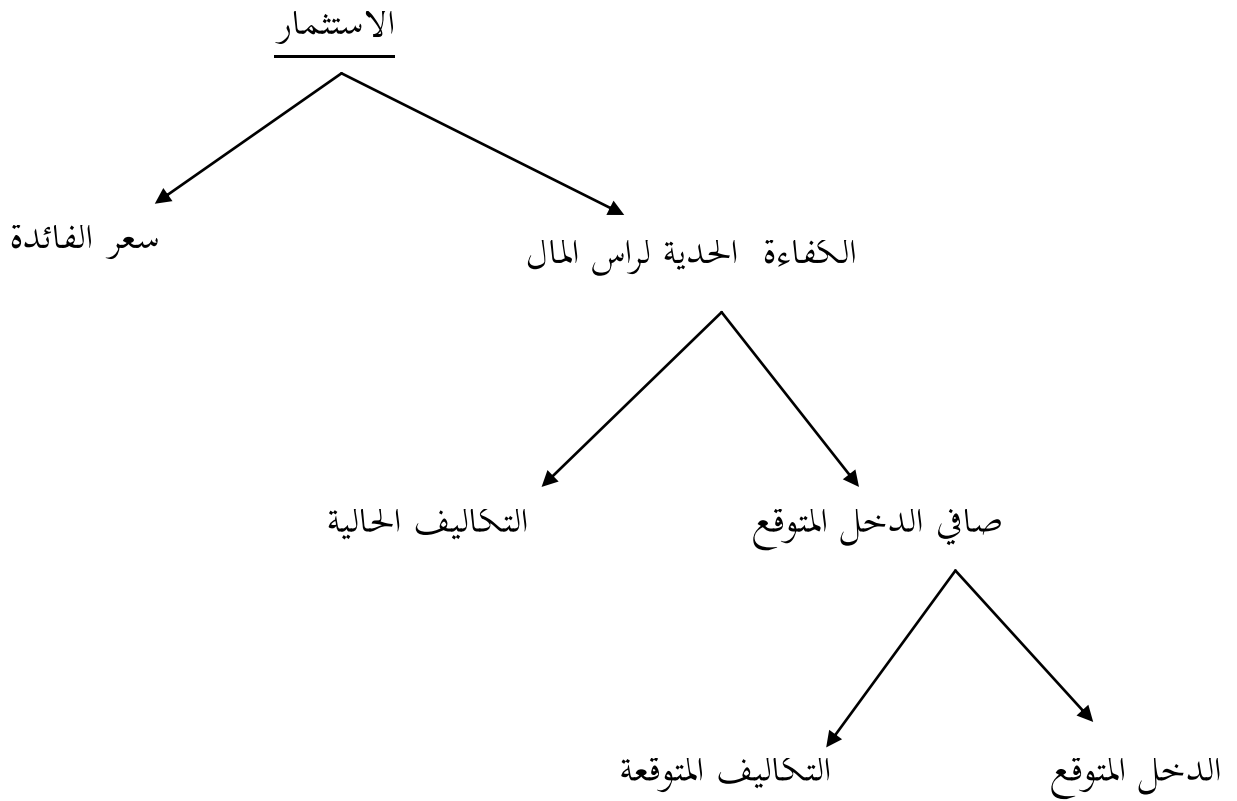 الاستثمار
الكفاءة الحدية لراس المال
سعر الفائدة
صافي الدخل المتوقع
التكاليف الحالية
الدخل المتوقع
التكاليف المتوقعة